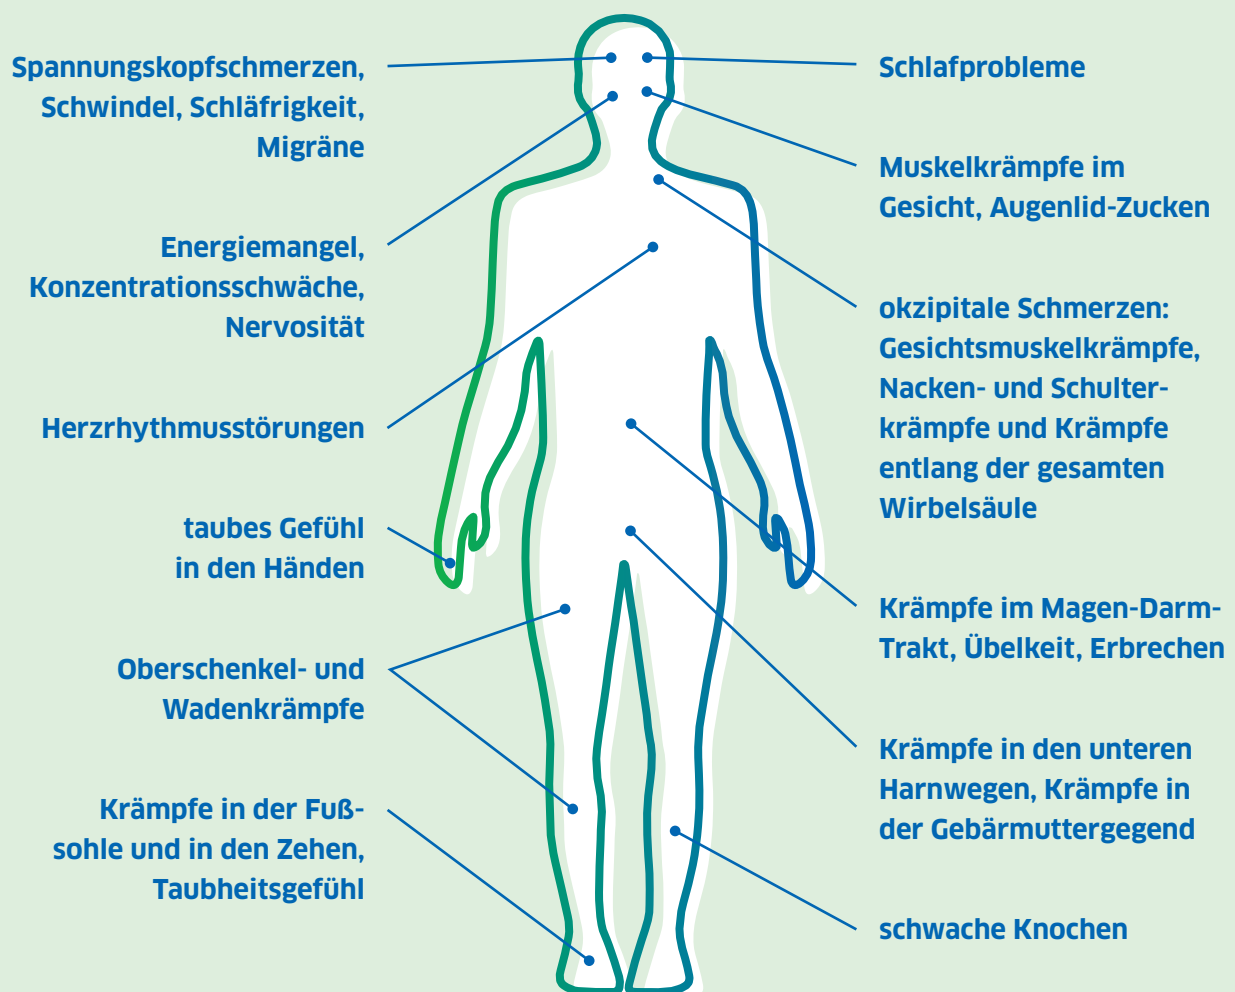 Spannungskopfschmerzen,
Schwindel, Schläfrigkeit,
Migräne
Energiemangel,
Konzentrationsschwäche,
Nervosität
Herzrhythmusstörungen
taubes Gefühl
in den Händen
Oberschenkel- und
Wadenkrämpfe
Krämpfe in der Fuß-
sohle und in den Zehen,
Taubheitsgefühl
Schlafprobleme
Muskelkrämpfe im
Gesicht, Augenlid-Zucken
okzipitale Schmerzen:
Gesichtsmuskelkrämpfe,
Nacken- und Schulter-
krämpfe und Krämpfe
entlang der gesamten
Wirbelsäule
Krämpfe im Magen-Darm-
Trakt, Übelkeit, Erbrechen
Krämpfe in den unteren
Harnwegen, Krämpfe in
der Gebärmuttergegend
schwache Knochen